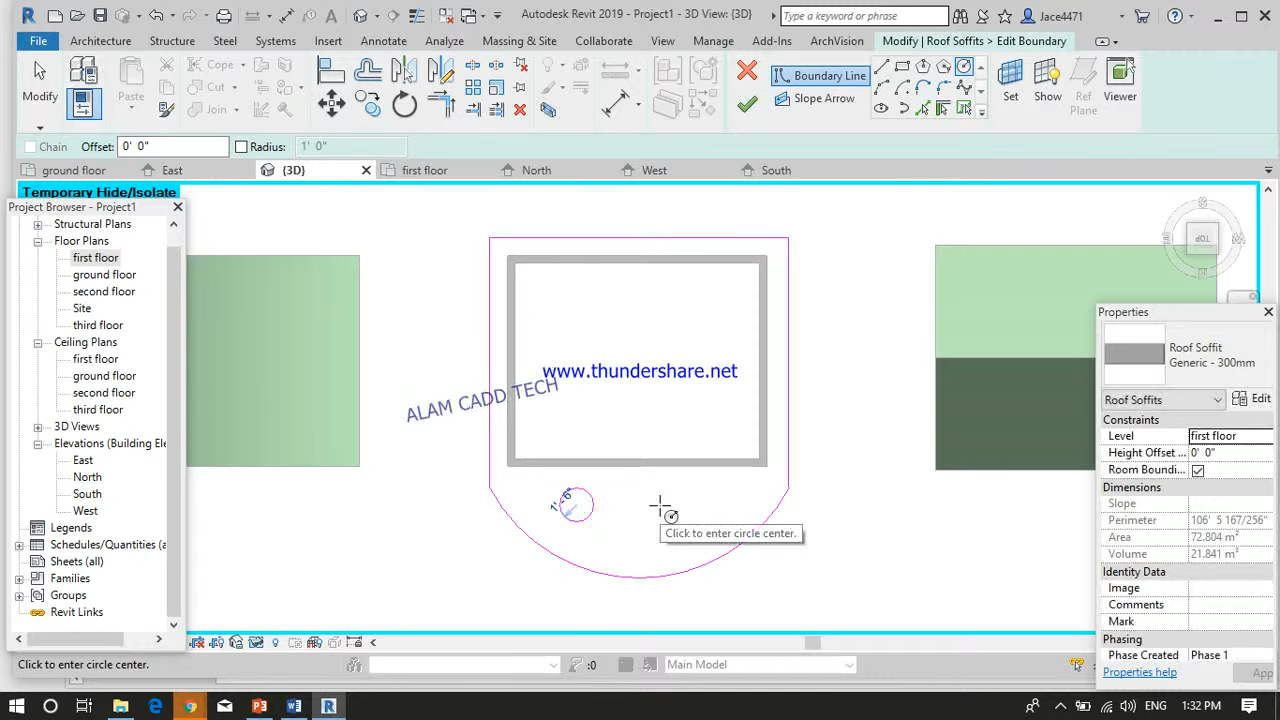 Autodesk Revit 2019 - Project1 - 3D View: {3D}
Type a keyword or phrase
Jace4471
File Architecture Structure Steel Systems Insert Annotate Analyze Massing & Site Collaborate View Manage Add-Ins ArchVision Modify | Roof Soffits > Edit Boundary
Modify Paste Cope Cut Join
Boundary Line
Slope Arrow
Set Show Ref Plane Viewer
Chain Offset: 0' 0" Radius: 1' 0"
ground floor East {3D} first floor North West South
Temporary Hide/Isolate
Project Browser - Project1
Structural Plans
Floor Plans
first floor
ground floor
second floor
Site
third floor
Ceiling Plans
first floor
ground floor
second floor
third floor
3D Views
Elevations (Building Ele
East
North
South
West
Legends
Schedules/Quantities (a
Sheets (all)
Families
Groups
Revit Links
www.thundershare.net
ALAM CADD TECH
1' -6"
Click to enter circle center.
TOP
Properties
Roof Soffit
Generic - 300mm
Roof Soffits Edit
Constraints
Level first floor
Height Offset ... 0' 0"
Room Boundi...
Dimensions
Slope
Perimeter 106' 5 167/256"
Area 72.804 m²
Volume 21.841 m³
Identity Data
Image
Comments
Mark
Phasing
Phase Created Phase 1
Properties help App
Click to enter circle center.
:0 Main Model
ENG 1:32 PM